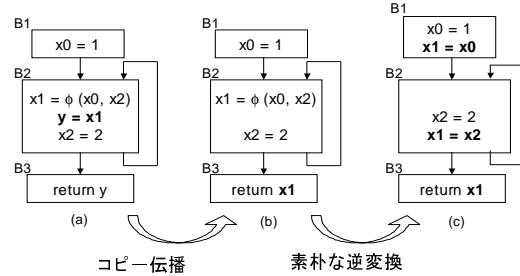 B1
x0 = 1
B2
x1 = ϕ (x0, x2)
y = x1
x2 = 2
B3
return y
(a)
B1
x0 = 1
B2
x1 = ϕ (x0, x2)
x2 = 2
B3
return x1
(b)
B1
x0 = 1
x1 = x0
B2
x2 = 2
x1 = x2
B3
return x1
(c)
コピー伝播
素朴な逆変換